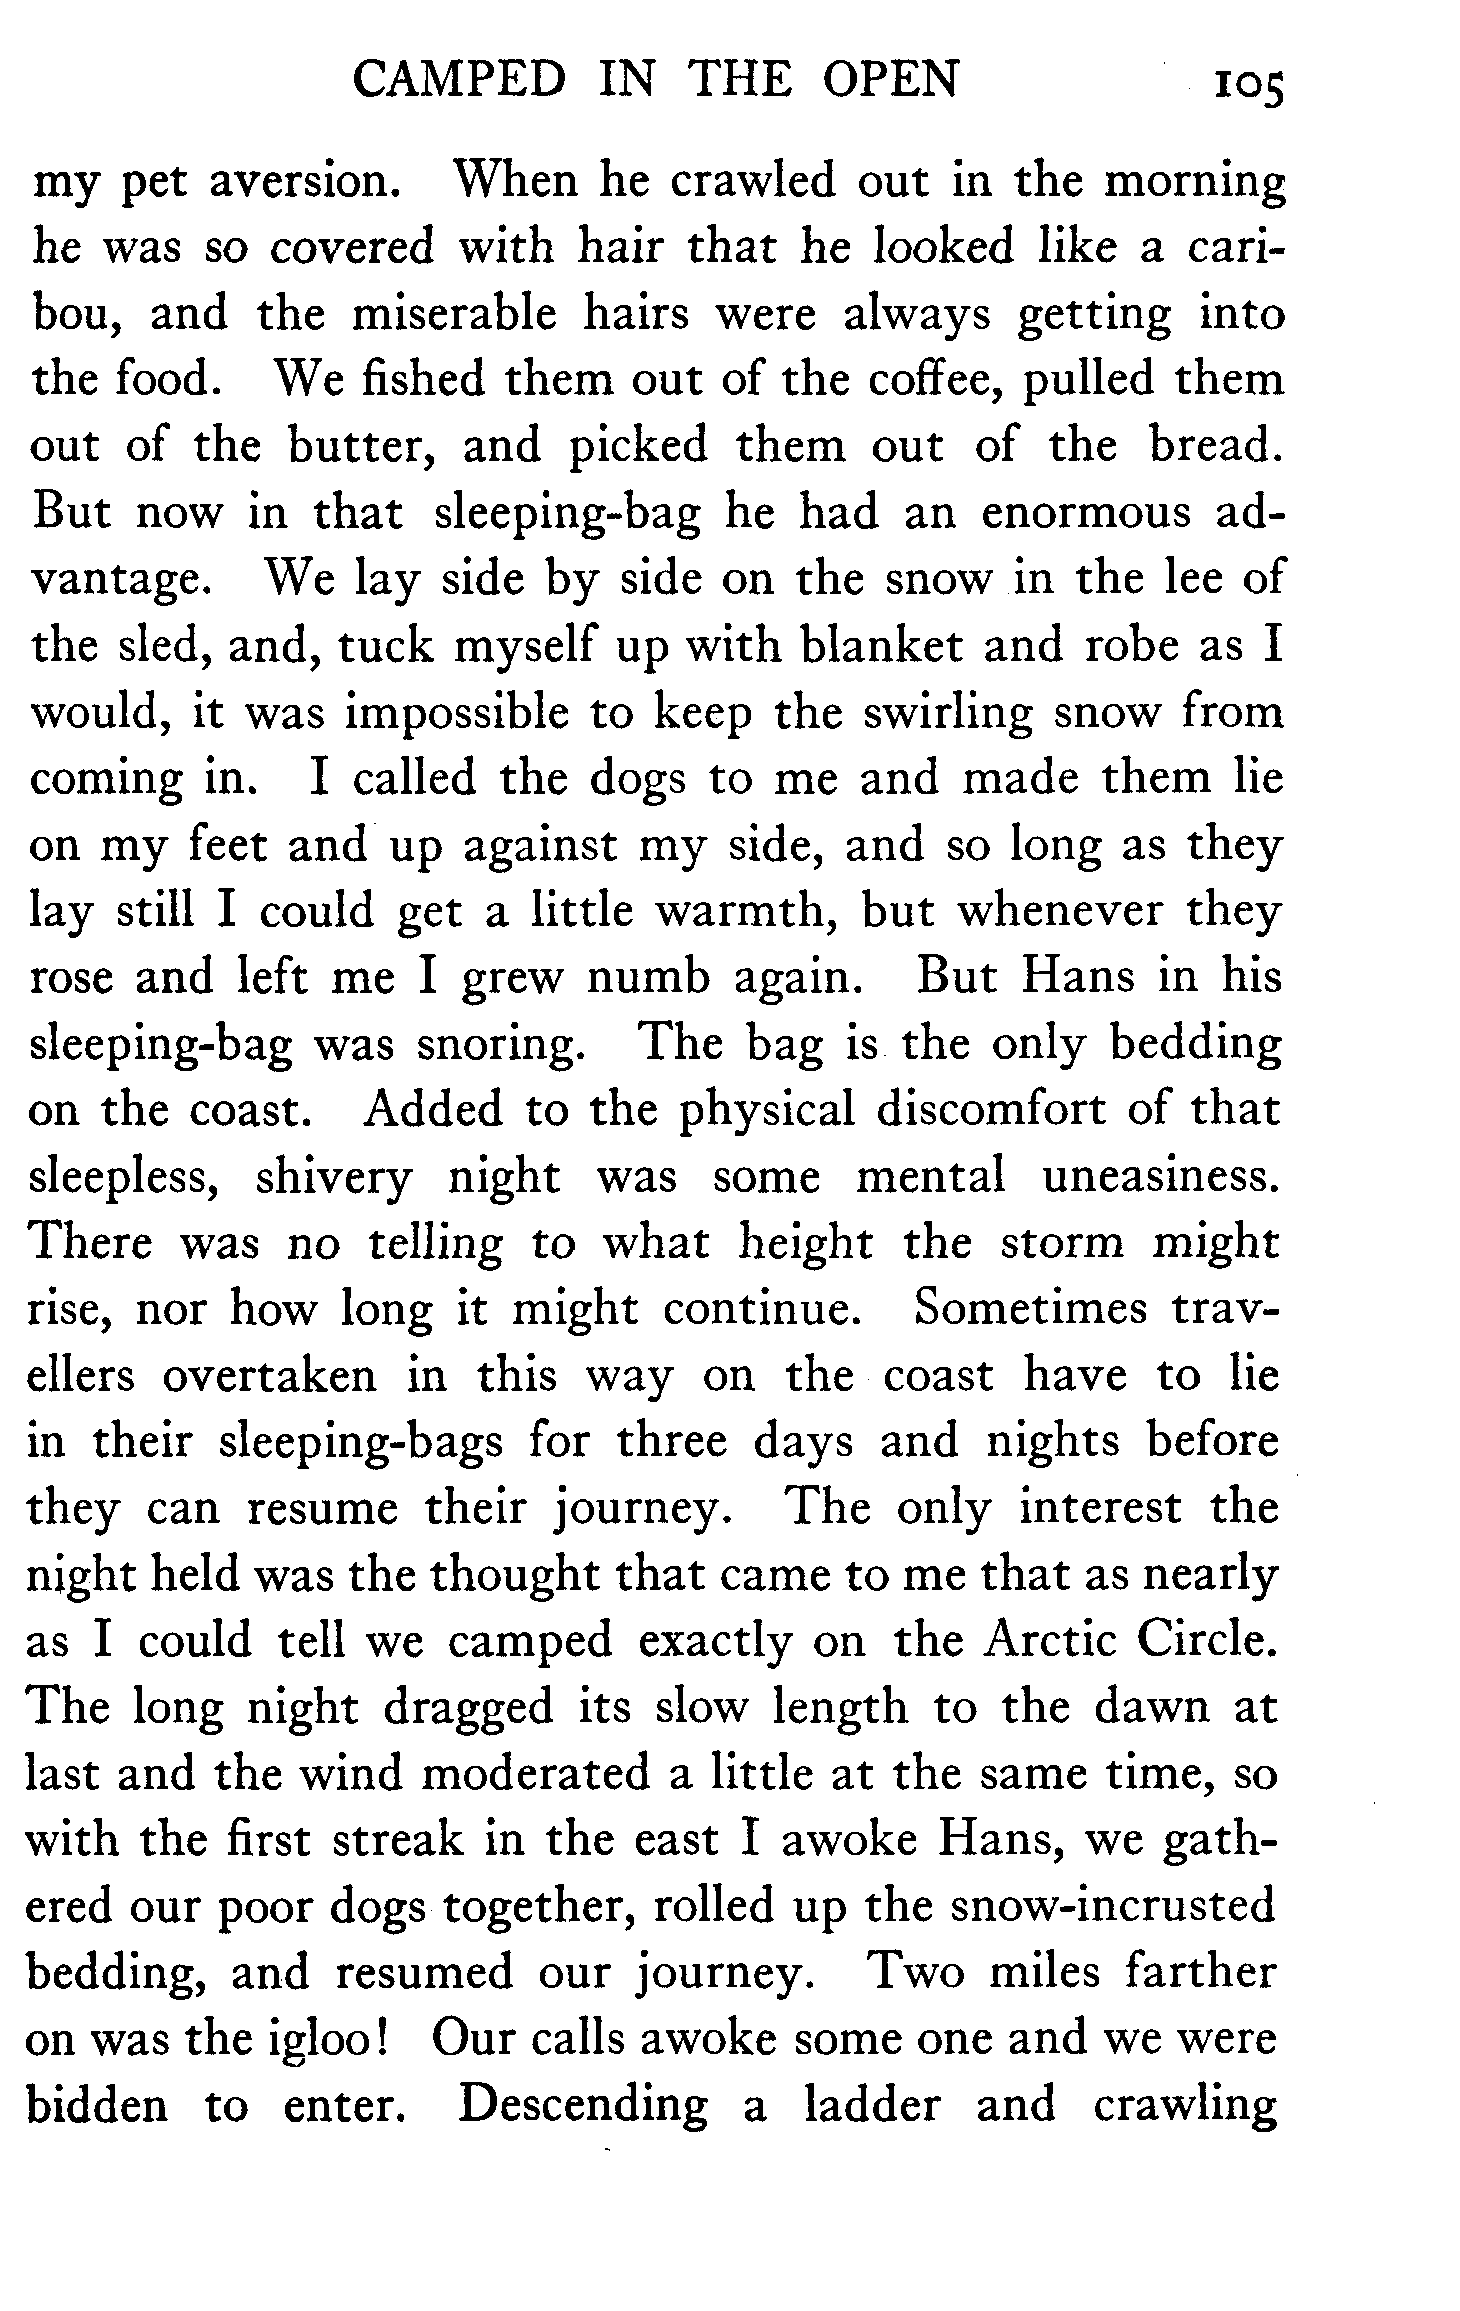 CAMPED IN THE OPEN 105
my pet aversion. When he crawled out in the morning
he was so covered with hair that he looked like a cari-
bou, and the miserable hairs were always getting into
the food. We fished them out of the coffee, pulled them
out of the butter, and picked them out of the bread.
But now in that sleeping-bag he had an enormous ad-
vantage. We lay side by side on the snow in the lee of
the sled, and, tuck myself up with blanket and robe as I
would, it was impossible to keep the swirling snow from
coming in. I called the dogs to me and made them lie
on my feet and up against my side, and so long as they
lay still I could get a little warmth, but whenever they
rose and left me I grew numb again. But Hans in his
sleeping-bag was snoring. The bag is the only bedding
on the coast. Added to the physical discomfort of that
sleepless, shivery night was some mental uneasiness.
There was no telling to what height the storm might
rise, nor how long it might continue. Sometimes trav-
ellers overtaken in this way on the coast have to lie
in their sleeping-bags for three days and nights before
they can resume their journey. The only interest the
night held was the thought that came to me that as nearly
as I could tell we camped exactly on the Arctic Circle.
The long night dragged its slow length to the dawn at
last and the wind moderated a little at the same time, so
with the first streak in the east I awoke Hans, we gath-
ered our poor dogs together, rolled up the snow-incrusted
bedding, and resumed our journey. Two miles farther
on was the igloo! Our calls awoke some one and we were
bidden to enter. Descending a ladder and crawling